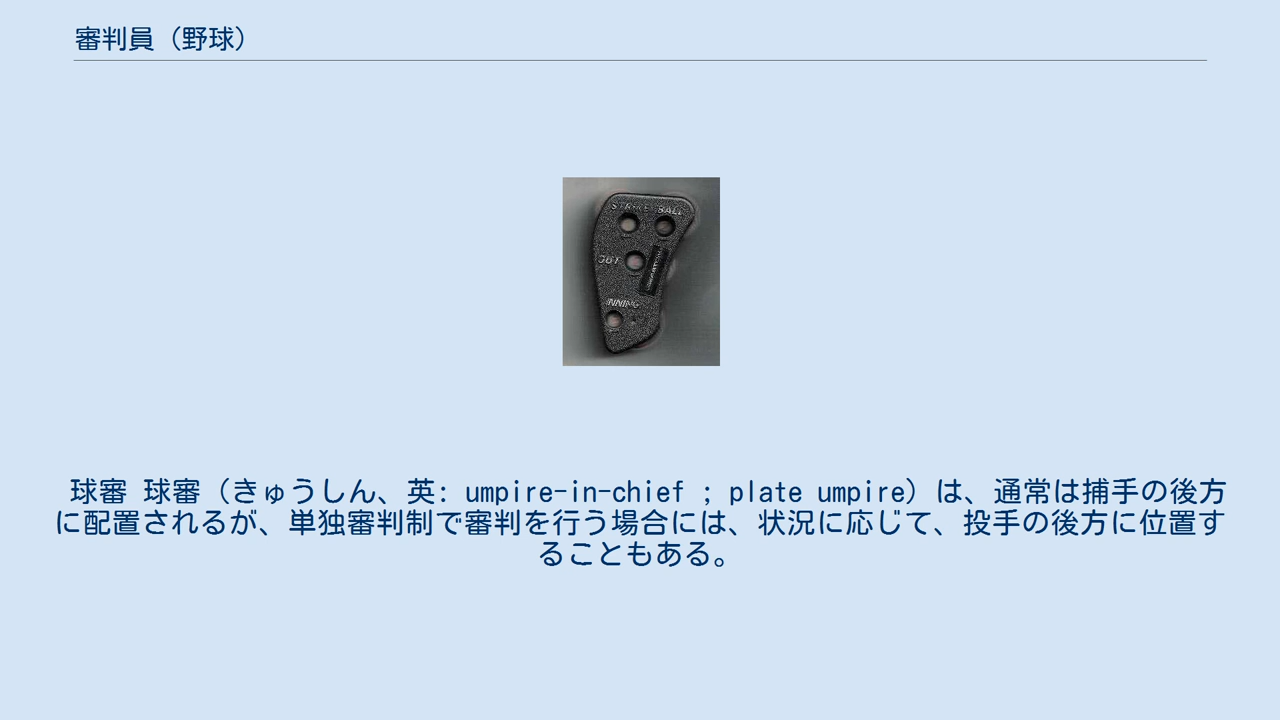 審判員（野球）
STRIKE BALL
OUT
INNING
球審 球審（きゅうしん、英: umpire-in-chief ; plate umpire）は、通常は捕手の後方
に配置されるが、単独審判制で審判を行う場合には、状況に応じて、投手の後方に位置す
ることもある。